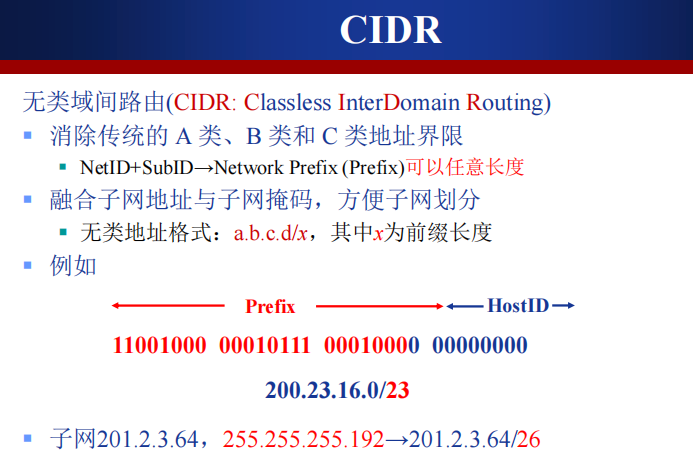 CIDR
无类域间路由(CIDR: Classless InterDomain Routing)
▪ 消除传统的 A 类、B 类和 C 类地址界限
▪ NetID+SubID→Network Prefix (Prefix)可以任意长度
▪ 融合子网地址与子网掩码，方便子网划分
▪ 无类地址格式：a.b.c.d/x，其中x为前缀长度
▪ 例如
Prefix HostID
11001000 00010111 00010000 00000000
200.23.16.0/23
▪ 子网201.2.3.64，255.255.255.192→201.2.3.64/26